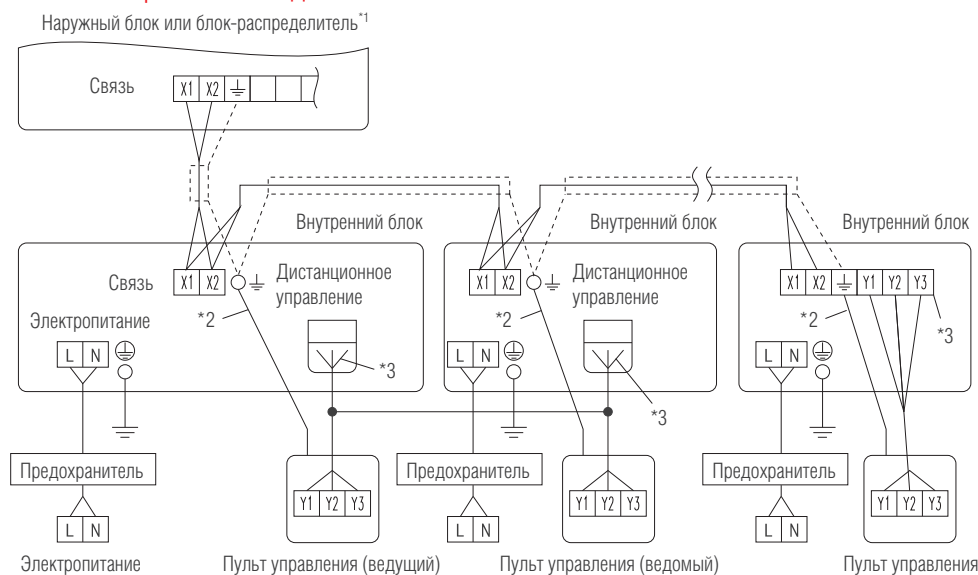 Наружный блок или блок-распределитель*1
Связь
X1 X2
Внутренний блок
Внутренний блок
Внутренний блок
Связь
X1 X2
Дистанционное
управление
X1 X2
Дистанционное
управление
X1 X2 Y1 Y2 Y3
*2
*2
*2
*3
Электропитание
L N
*3
L N
*3
L N
Предохранитель
Предохранитель
Предохранитель
Y1 Y2 Y3
Y1 Y2 Y3
Y1 Y2 Y3
L N
L N
L N
Электропитание
Пульт управления (ведущий)
Пульт управления (ведомый)
Пульт управления